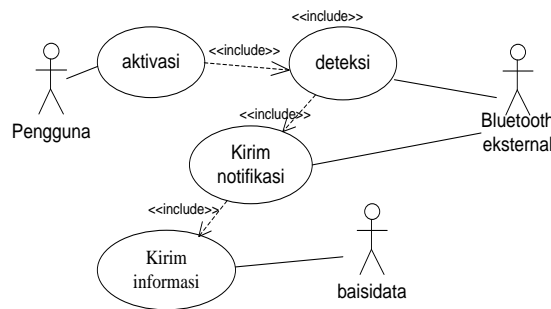 <<include>>
<<include>>
aktivasi
deteksi
<<include>>
Pengguna
Bluetooth
eksternal
Kirim
notifikasi
<<include>>
Kirim
informasi
baisidata